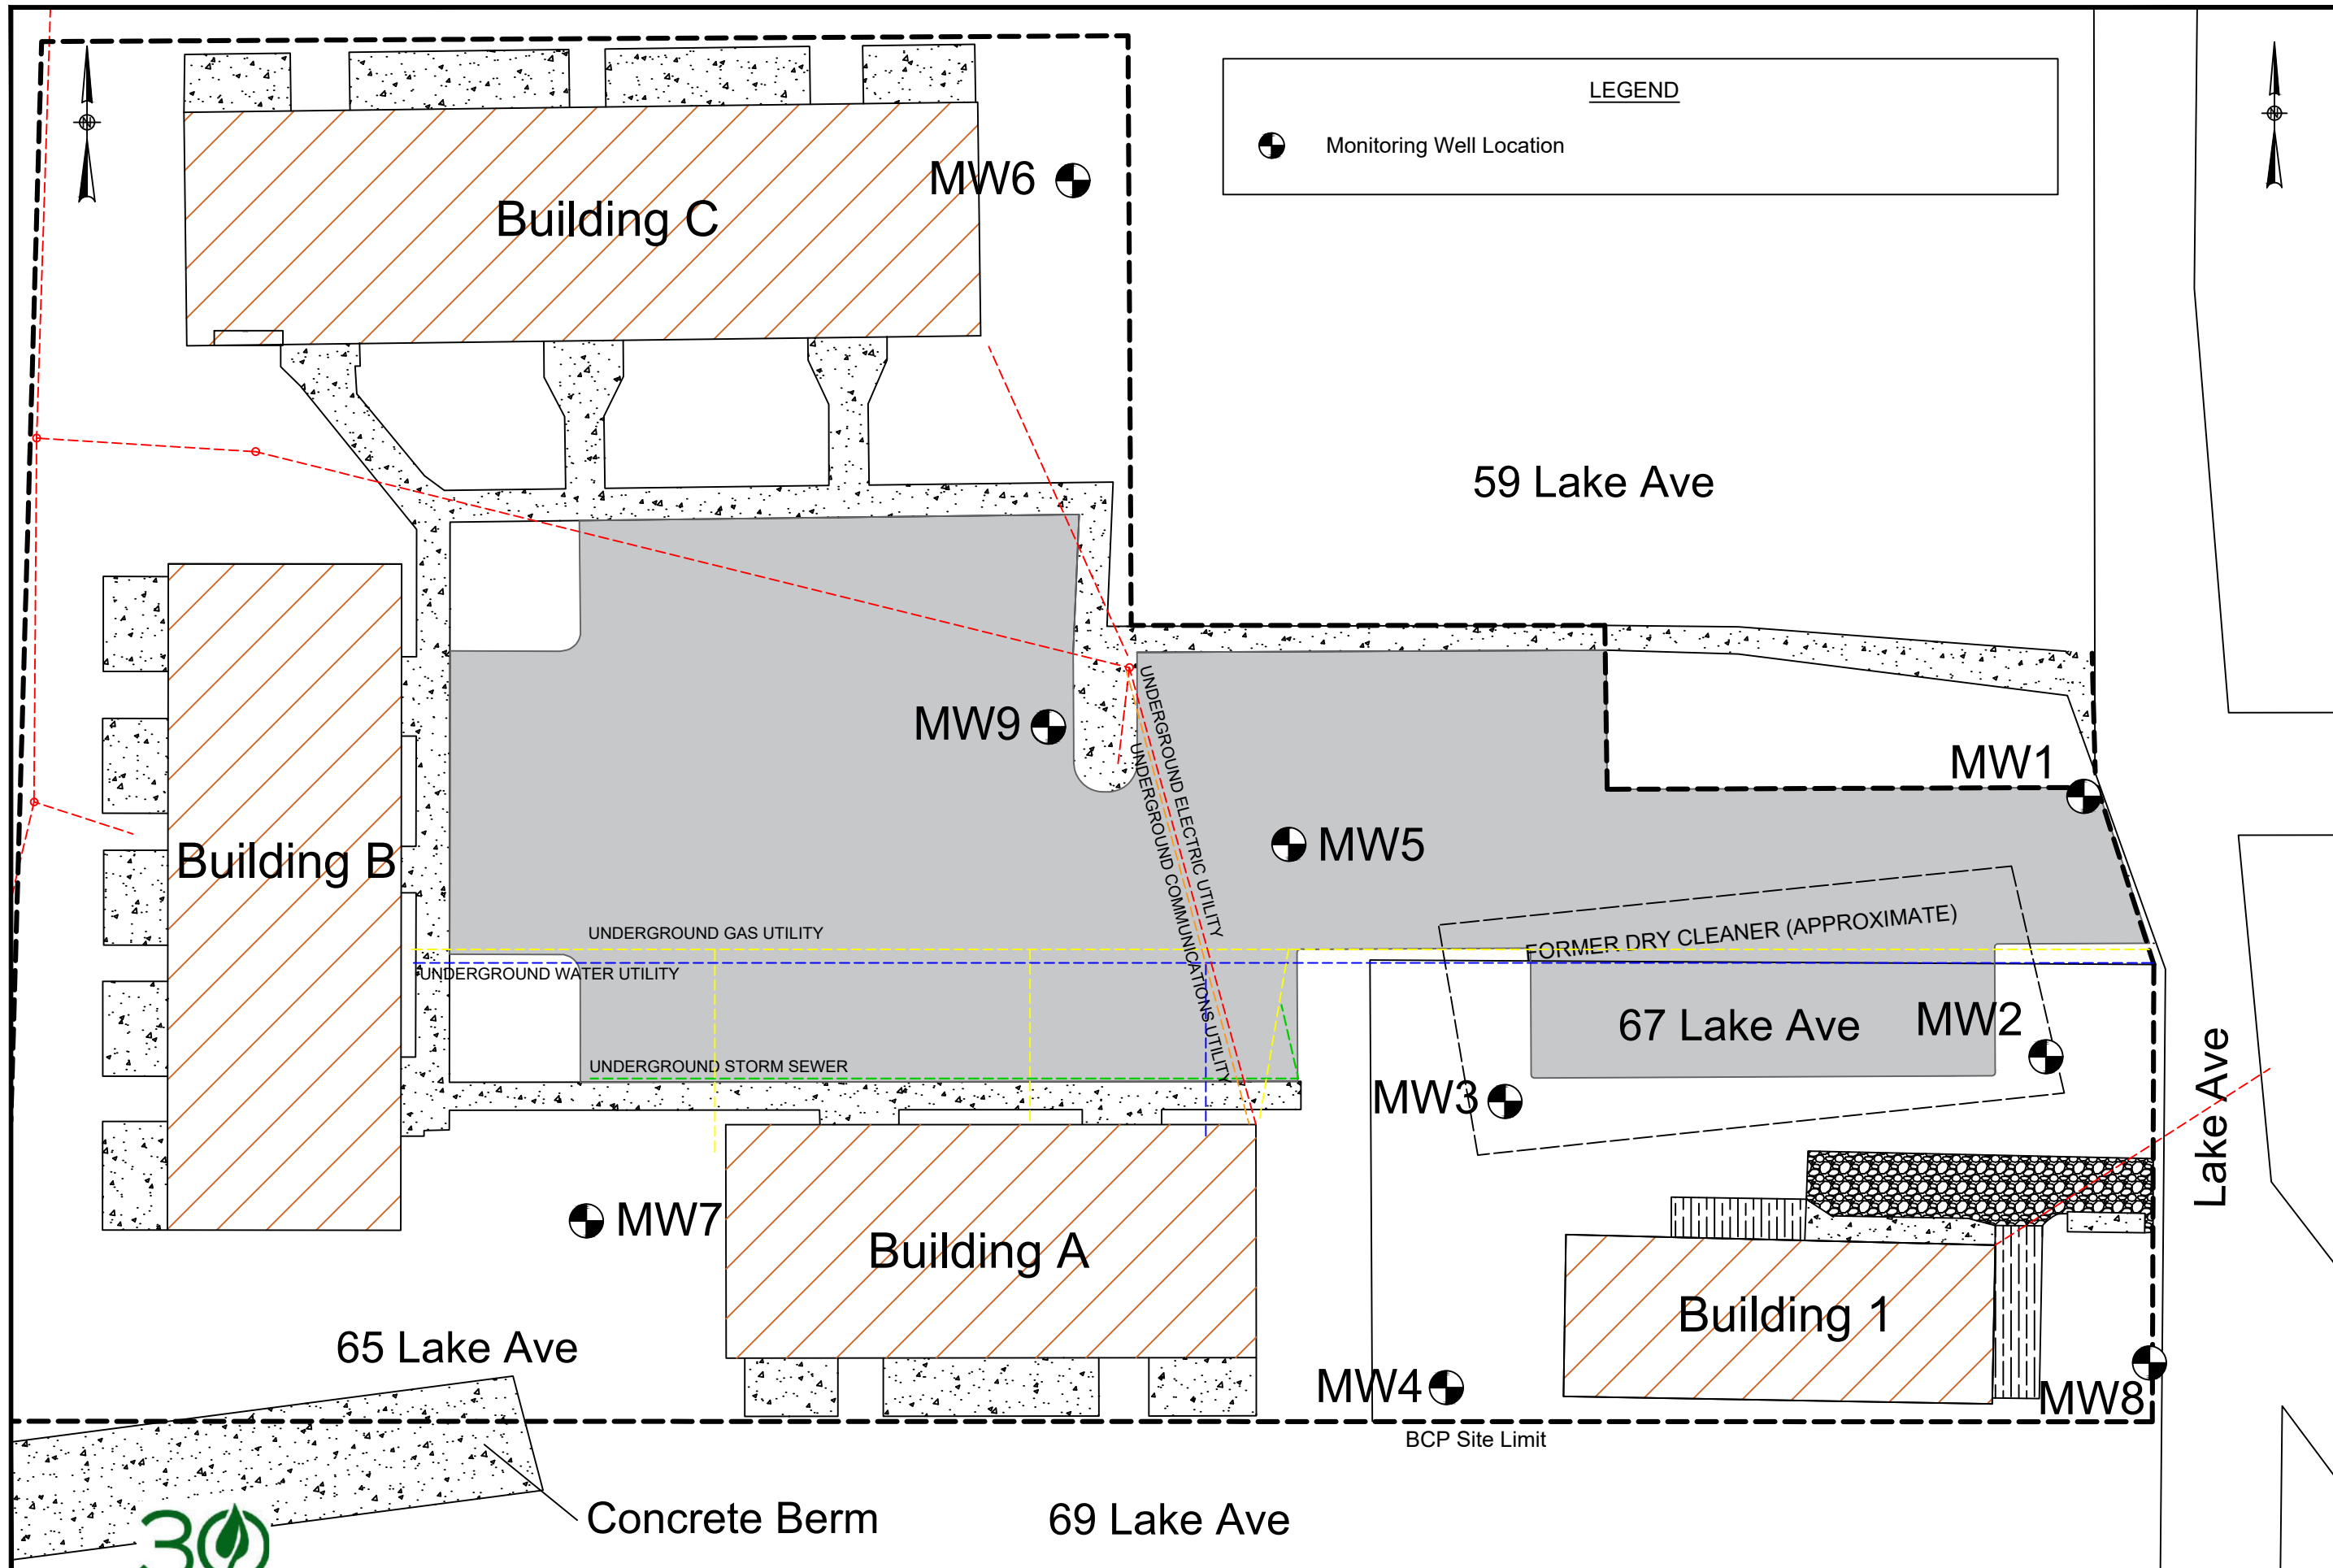 LEGEND
Monitoring Well Location
N
N
MW6
Building C
59 Lake Ave
UNDERGROUND ELECTRIC UTILITY
UNDERGROUND COMMUNICATIONS UTILITY
MW9
MW1
MW5
Building B
UNDERGROUND GAS UTILITY
FORMER DRY CLEANER (APPROXIMATE)
UNDERGROUND WATER UTILITY
67 Lake Ave
MW2
UNDERGROUND STORM SEWER
MW3
Lake Ave
MW7
Building A
Building 1
65 Lake Ave
MW4
MW8
BCP Site Limit
Concrete Berm
69 Lake Ave